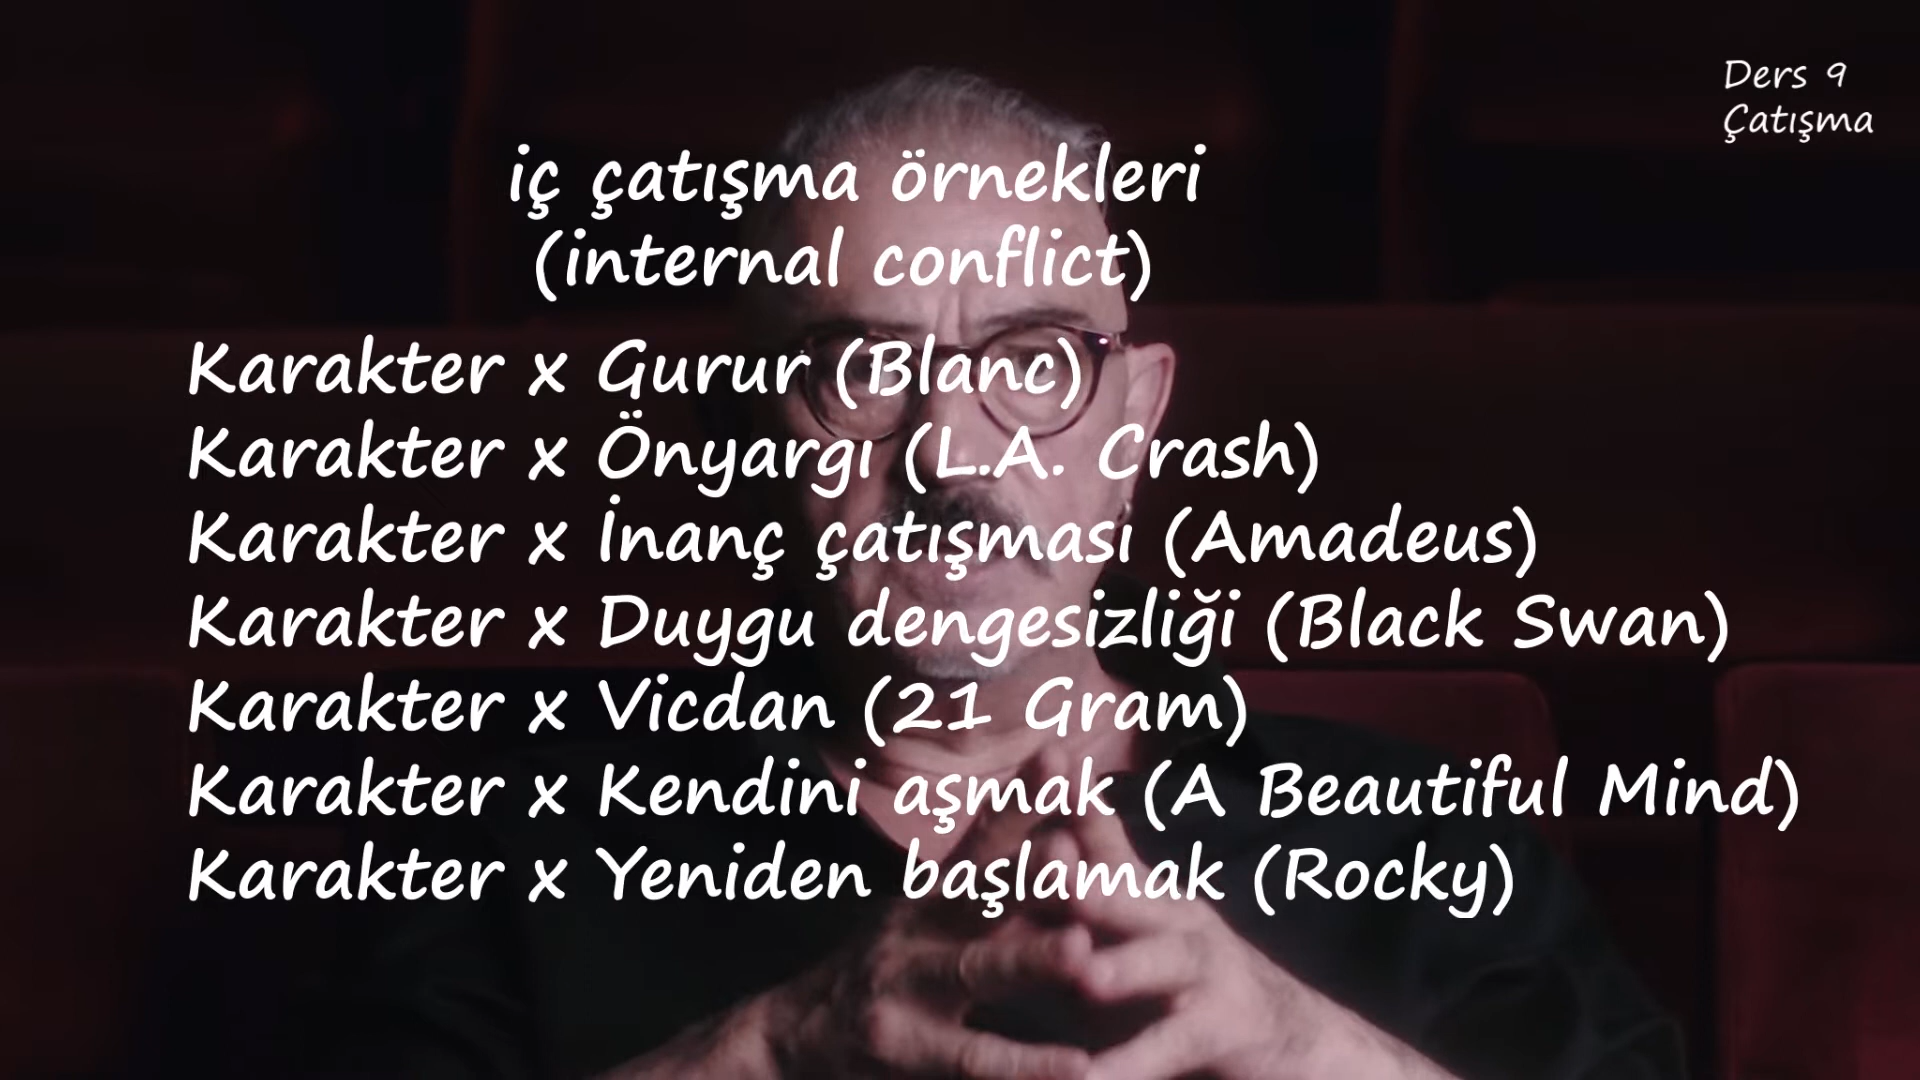 Ders 9
Çatışma
iç çatışma örnekleri
(internal conflict)
Karakter x Gurur (Blanc)
Karakter x Önyargı (L.A. Crash)
Karakter x İnanç çatışması (Amadeus)
Karakter x Duygu dengesizliği (Black Swan)
Karakter x Vicdan (21 Gram)
Karakter x Kendini aşmak (A Beautiful Mind)
Karakter x Yeniden başlamak (Rocky)